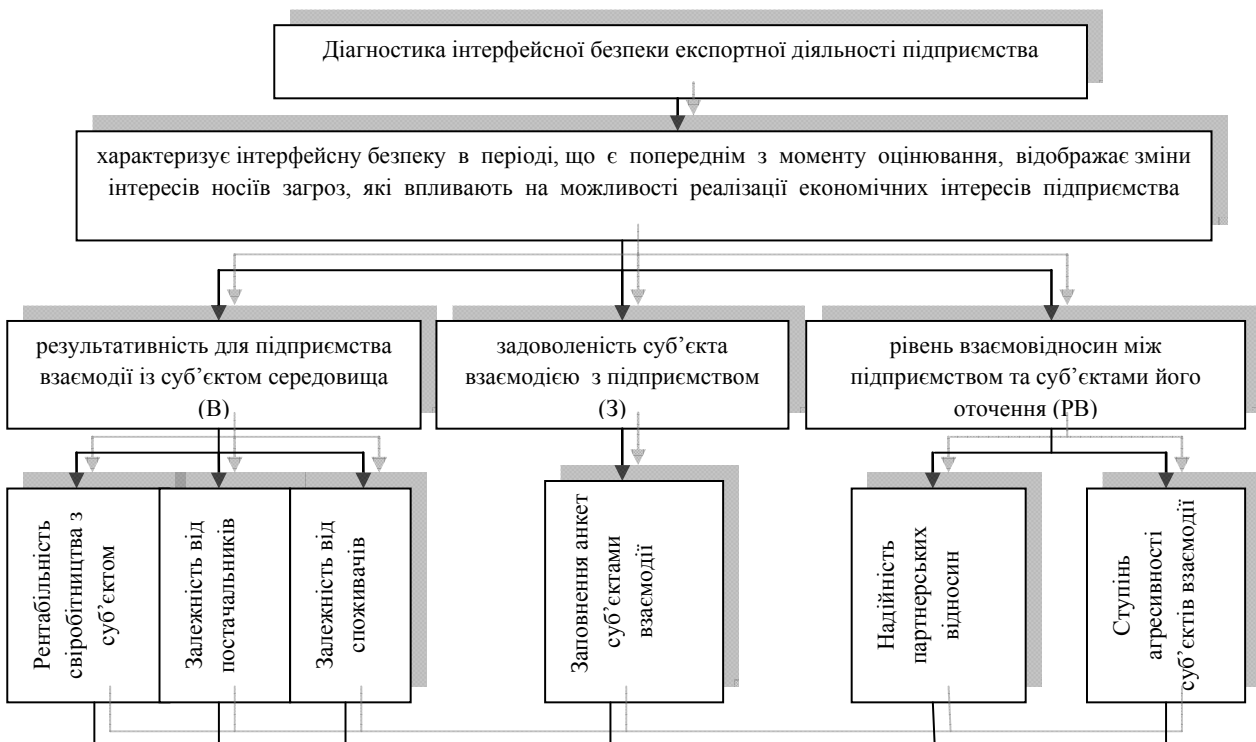 Діагностика інтерфейсної безпеки експортної діяльності підприємства
характеризує інтерфейсну безпеку в періоді, що є попереднім з моменту оцінювання, відображає зміни
інтересів носіїв загроз, які впливають на можливості реалізації економічних інтересів підприємства
результативність для підприємства
взаємодії із суб’єктом середовища
(В)
задоволеність суб’єкта
взаємодією з підприємством
(З)
рівень взаємовідносин між
підприємством та суб’єктами його
оточення (РВ)
Рентабільність
свіробітництва з
суб’єктом
Залежність від
постачальників
Залежність від
споживачів
Заповнення анкет
суб’єктами
взаємодії
Надійність
партнерських
відносин
Ступінь
агресивності
суб’єктів взаємодії